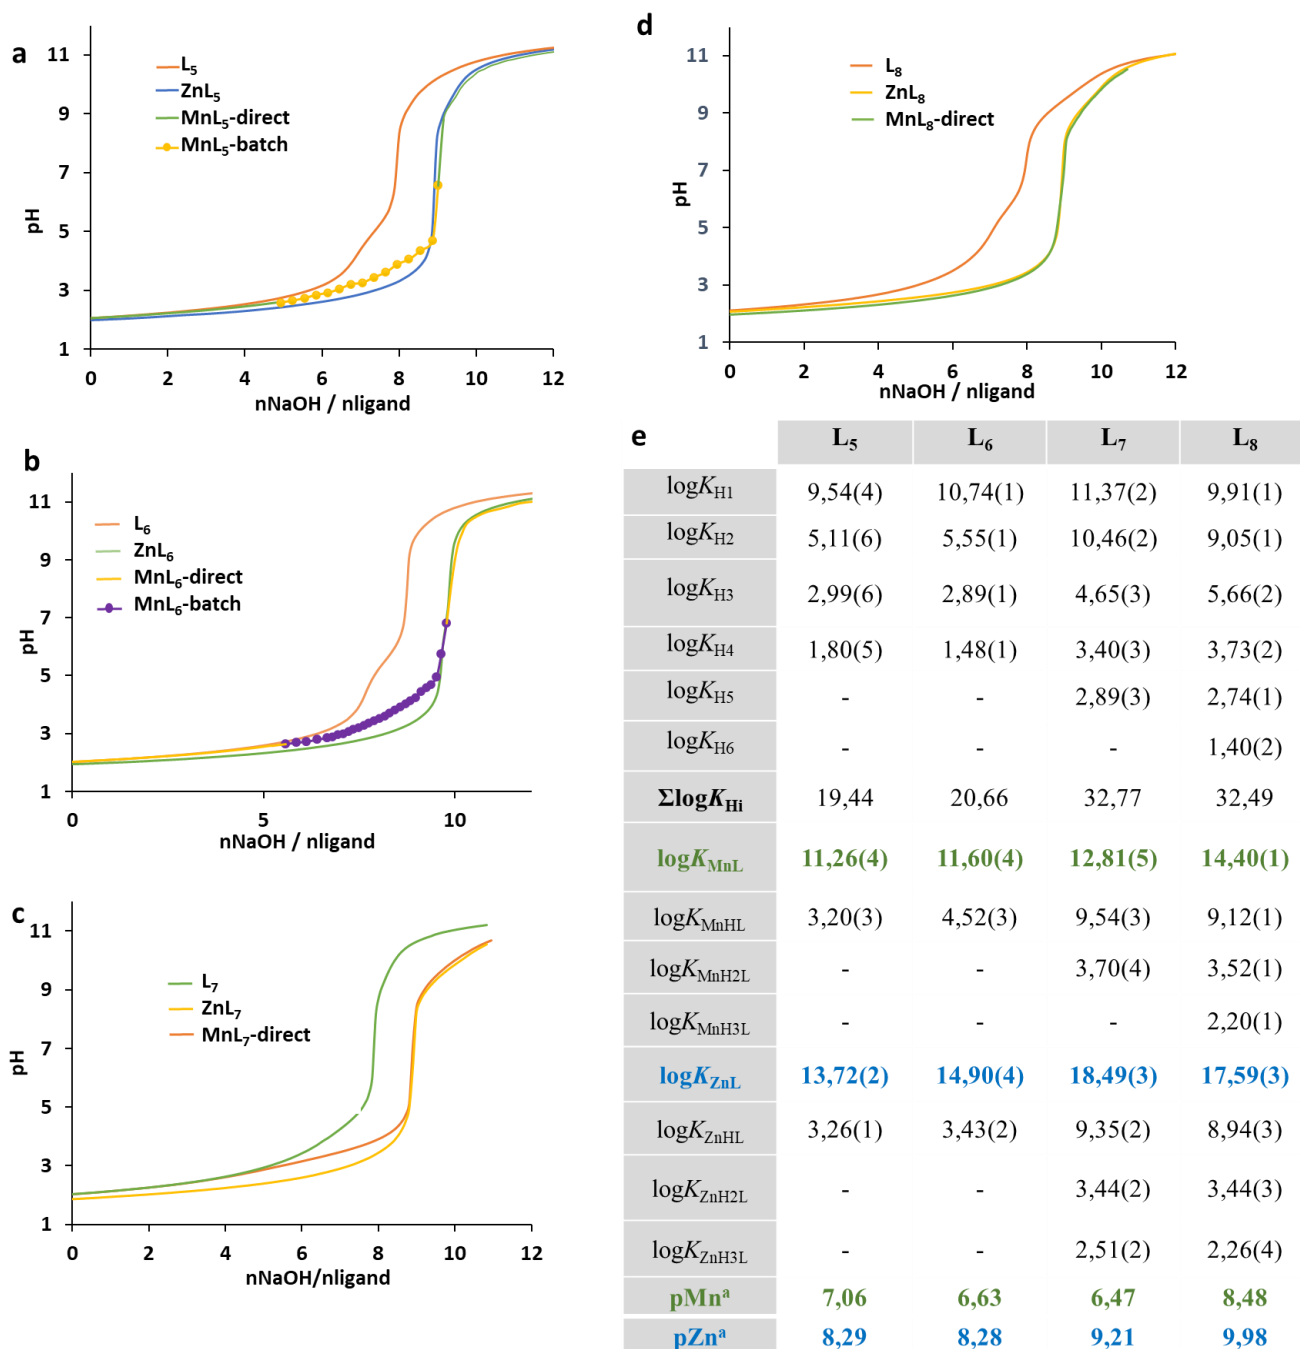 a
11
9
7
5
3
1
pH
L5
ZnL5
MnL5-direct
MnL5-batch
0 2 4 6 8 10 12
nNaOH / nligand
d
11
9
7
5
3
1
pH
L8
ZnL8
MnL8-direct
0 2 4 6 8 10 12
nNaOH / nligand
b
11
9
7
5
3
1
pH
L6
ZnL6
MnL6-direct
MnL6-batch
0 5 10
nNaOH / nligand
c
11
9
7
5
3
1
pH
L7
ZnL7
MnL7-direct
0 2 4 6 8 10 12
nNaOH/nligand
e
L5 L6 L7 L8
logKH1 9,54(4) 10,74(1) 11,37(2) 9,91(1)
logKH2 5,11(6) 5,55(1) 10,46(2) 9,05(1)
logKH3 2,99(6) 2,89(1) 4,65(3) 5,66(2)
logKH4 1,80(5) 1,48(1) 3,40(3) 3,73(2)
logKH5 - - 2,89(3) 2,74(1)
logKH6 - - - 1,40(2)
ΣlogKHi 19,44 20,66 32,77 32,49
logKMnL 11,26(4) 11,60(4) 12,81(5) 14,40(1)
logKMnHL 3,20(3) 4,52(3) 9,54(3) 9,12(1)
logKMnH2L - - 3,70(4) 3,52(1)
logKMnH3L - - - 2,20(1)
logKZnL 13,72(2) 14,90(4) 18,49(3) 17,59(3)
logKZnHL 3,26(1) 3,43(2) 9,35(2) 8,94(3)
logKZnH2L - - 3,44(2) 3,44(3)
logKZnH3L - - 2,51(2) 2,26(4)
pMnᵃ 7,06 6,63 6,47 8,48
pZnᵃ 8,29 8,28 9,21 9,98